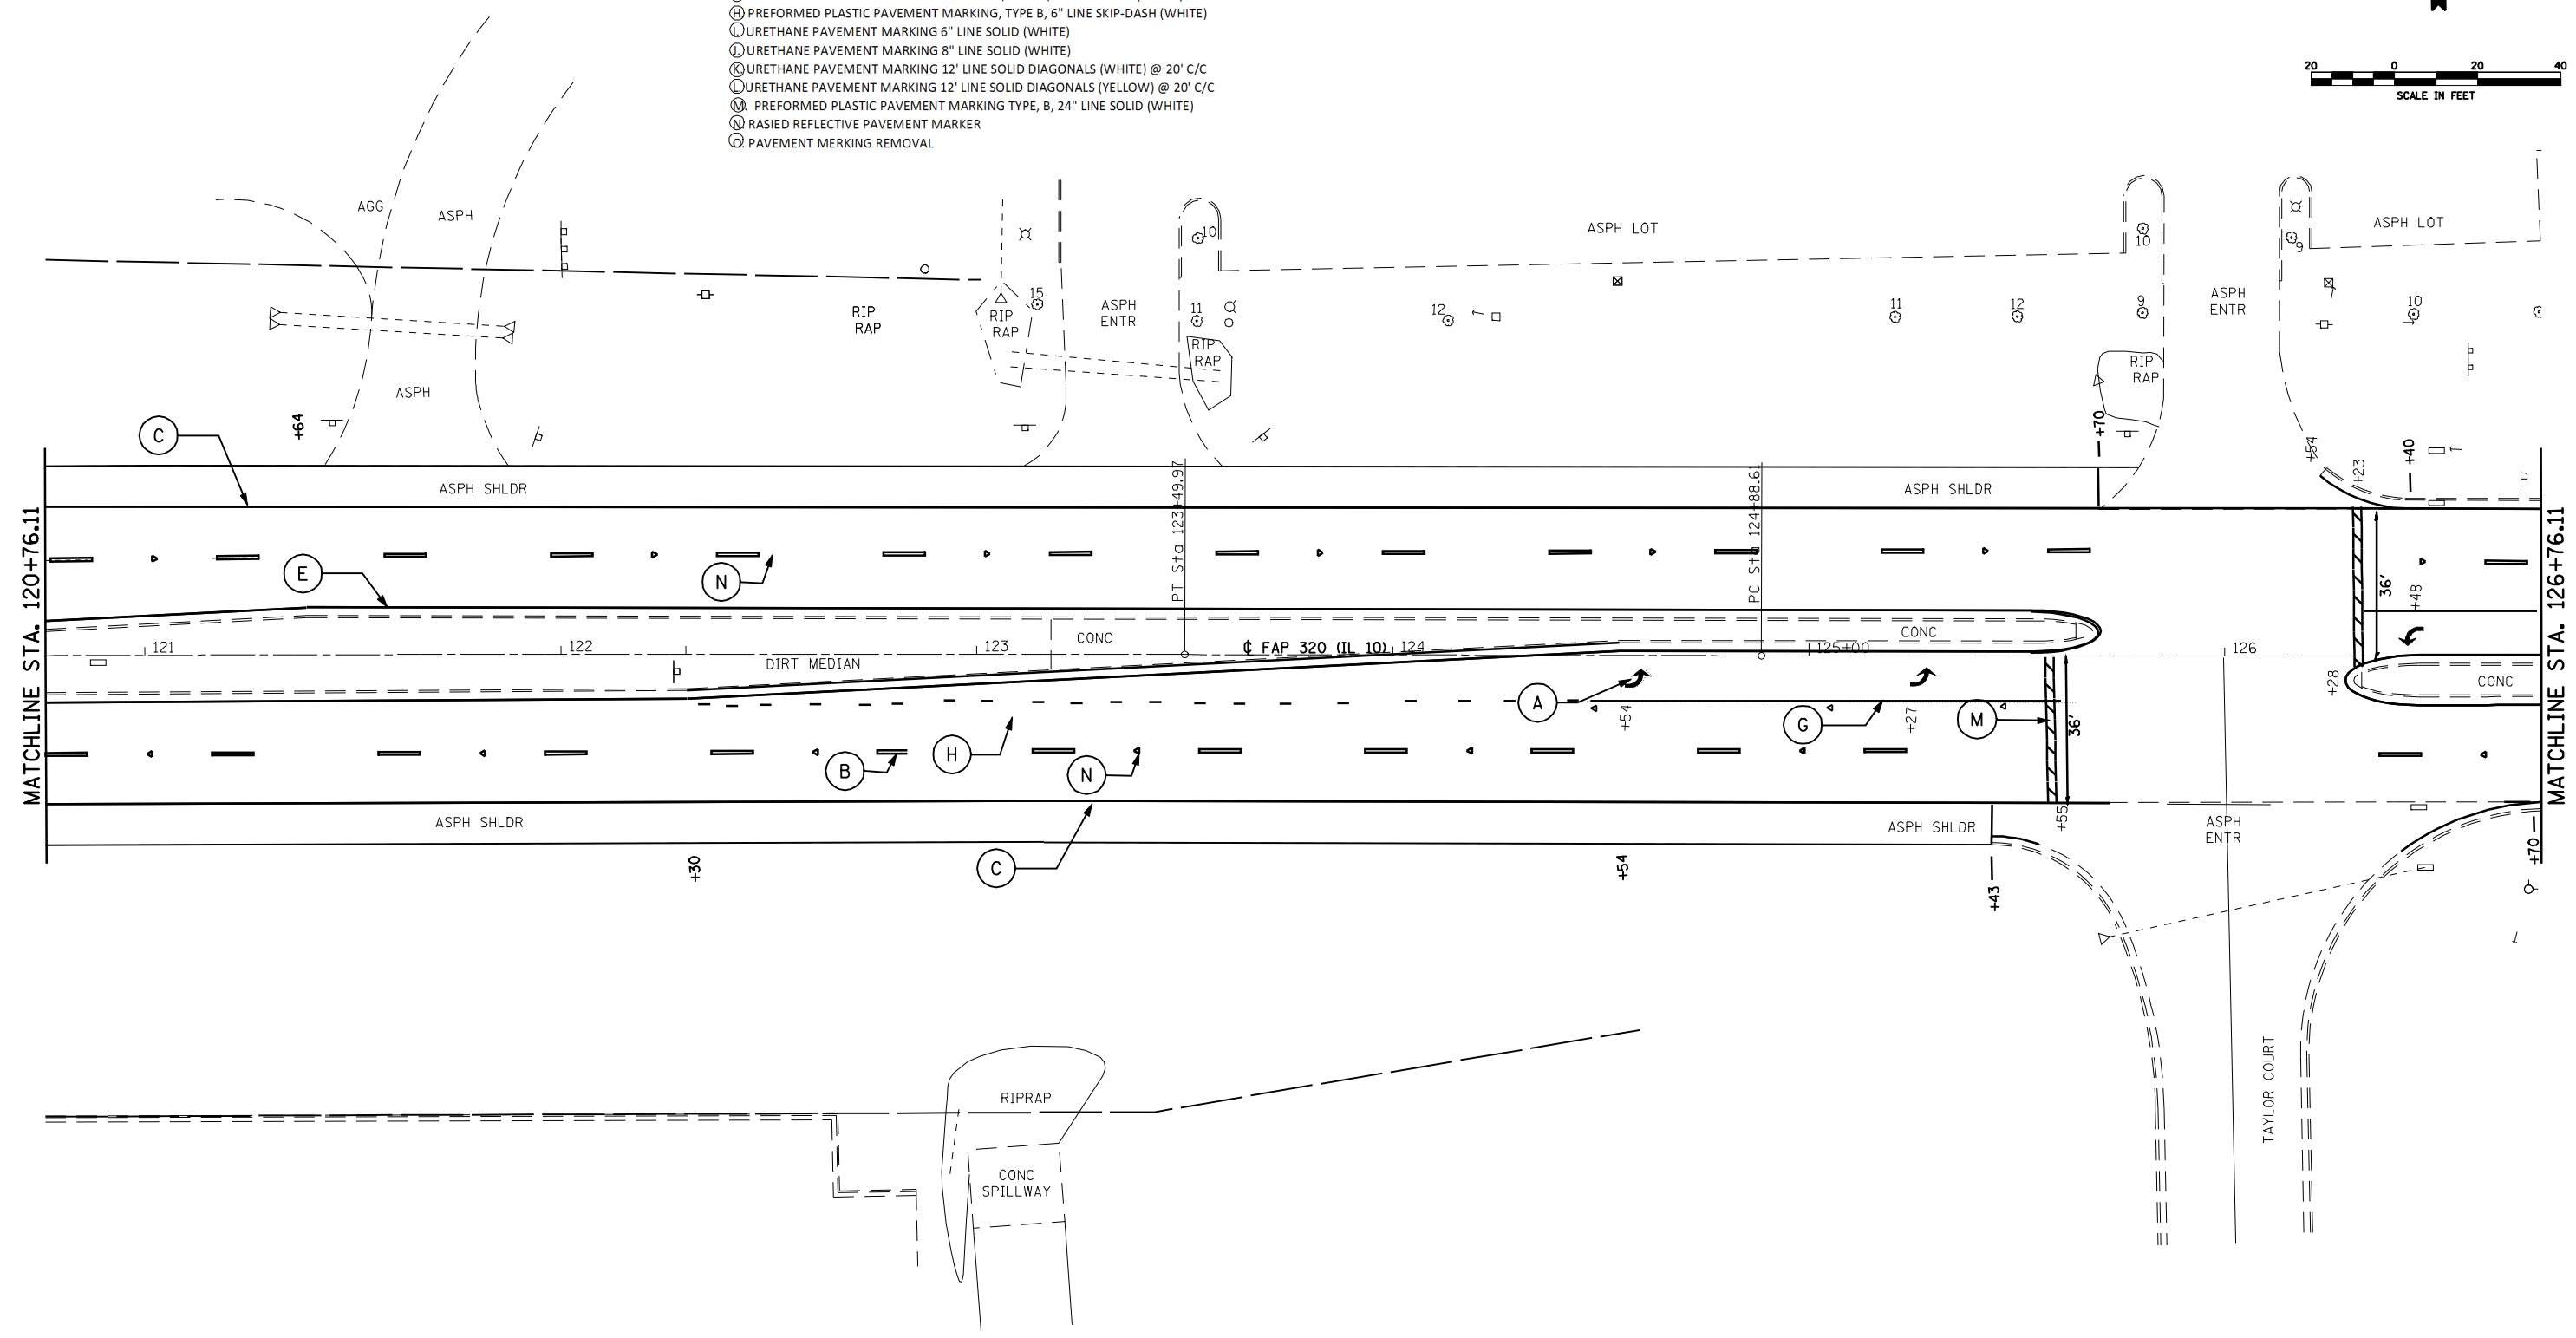 Ⓗ PREFORMED PLASTIC PAVEMENT MARKING, TYPE B, 6" LINE SKIP-DASH (WHITE)
I. URETHANE PAVEMENT MARKING 6" LINE SOLID (WHITE)
J. URETHANE PAVEMENT MARKING 8" LINE SOLID (WHITE)
K. URETHANE PAVEMENT MARKING 12' LINE SOLID DIAGONALS (WHITE) @ 20' C/C
L. URETHANE PAVEMENT MARKING 12' LINE SOLID DIAGONALS (YELLOW) @ 20' C/C
M. PREFORMED PLASTIC PAVEMENT MARKING TYPE, B, 24" LINE SOLID (WHITE)
N. RASIED REFLECTIVE PAVEMENT MARKER
O. PAVEMENT MERKING REMOVAL
20 0 20 40
SCALE IN FEET
AGG
ASPH
ASPH LOT
ASPH LOT
10
10
9
15
RIP
RAP
RIP
RAP
ASPH
ENTR
11
12
11
12
9
ASPH
ENTR
10
RIP
RAP
RIP
RAP
ASPH
+64
C
+70
+54
+40
+23
ASPH SHLDR
ASPH SHLDR
MATCHLINE STA. 120+76.11
MATCHLINE STA. 126+76.11
PT Sta 123+49.97
PC Sta 124+88.61
E
N
36'
+48
121
122
123
CONC
℄ FAP 320 (IL 10)
124
125+00
CONC
126
DIRT MEDIAN
+28
CONC
A
+54
G
+27
M
36'
B
H
N
ASPH SHLDR
ASPH SHLDR
+55
ASPH
ENTR
+30
C
+54
+43
+70
TAYLOR COURT
RIPRAP
CONC
SPILLWAY